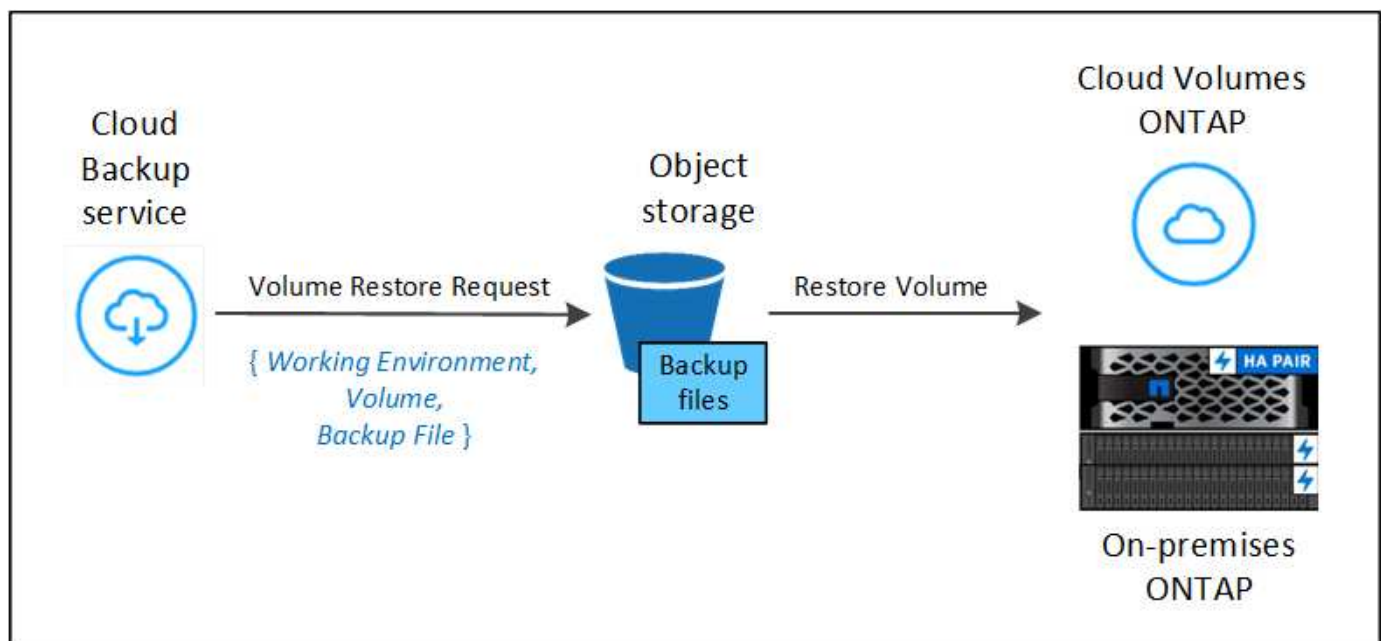 Cloud
Backup
service
Volume Restore Request
{ Working Environment,
Volume,
Backup File }
Object
storage
Backup
files
Restore Volume
Cloud Volumes
ONTAP
HA PAIR
On-premises
ONTAP